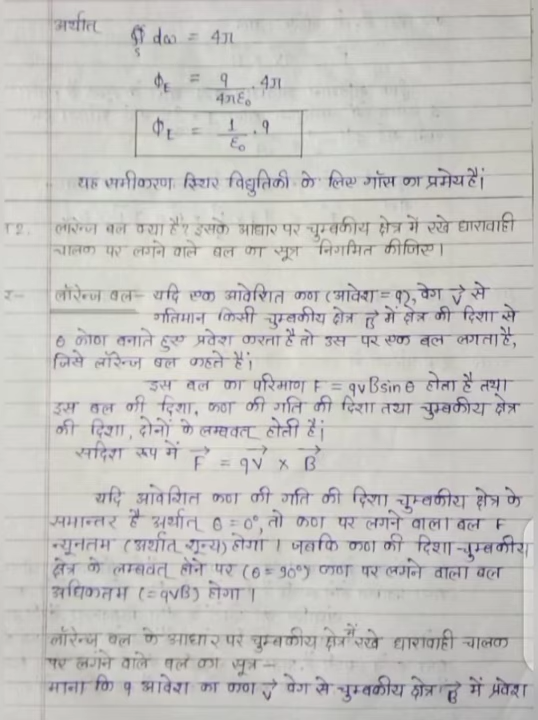 अर्थात्
∯ dω = 4π
s
ϕE = q/4πε₀ . 4π
ϕE = 1/ε₀ . q
यह समीकरण स्थिर विद्युतिकी के लिए गॉस का प्रमेय है।
12. लॉरेन्ज बल क्या है? इसके आधार पर चुम्बकीय क्षेत्र में रखे धारावाही
चालक पर लगने वाले बल का सूत्र निगमित कीजिए।
लॉरेन्ज बल - यदि एक आवेशित कण (आवेश = q), वेग V⃗ से
गतिमान किसी चुम्बकीय क्षेत्र B⃗ में क्षेत्र की दिशा से
θ कोण बनाते हुए प्रवेश करता है तो उस पर एक बल लगता है,
जिसे लॉरेन्ज बल कहते हैं।
इस बल का परिमाण F = qvBsinθ होता है तथा
इस बल की दिशा, कण की गति की दिशा तथा चुम्बकीय क्षेत्र
की दिशा, दोनों के लम्बवत् होती है।
सदिश रूप में F⃗ = qV⃗ × B⃗
यदि आवेशित कण की गति की दिशा चुम्बकीय क्षेत्र के
समान्तर है अर्थात् θ = 0°, तो कण पर लगने वाला बल F
न्यूनतम (अर्थात् शून्य) होगा। जबकि कण की दिशा चुम्बकीय
क्षेत्र के लम्बवत् होने पर (θ = 90°) कण पर लगने वाला बल
अधिकतम (= qvB) होगा।
लॉरेन्ज बल के आधार पर चुम्बकीय क्षेत्र में रखे धारावाही चालक
पर लगने वाले बल का सूत्र -
माना कि q आवेश का कण V⃗ वेग से चुम्बकीय क्षेत्र B⃗ में प्रवेश